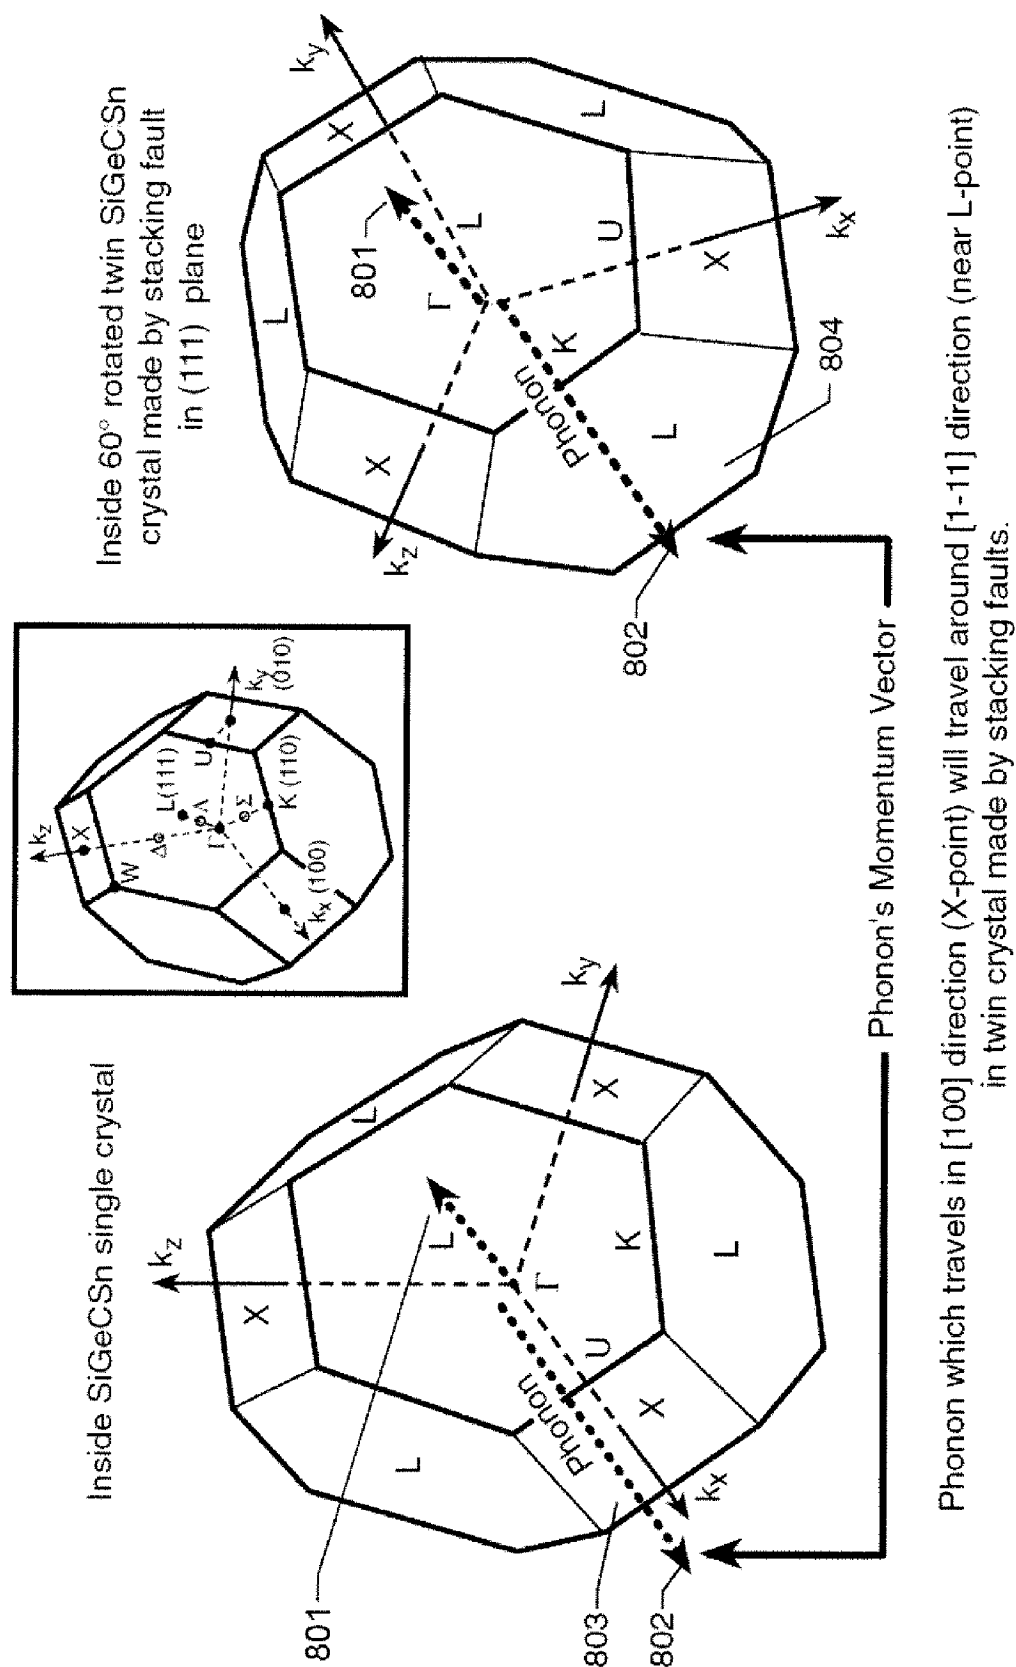 Inside SiGeCSn single crystal
k_z
X
L
L
L
801
k_y
X
Γ
K
U
Phonon
X
L
k_x
803
802
k_z
X
W
Δ
L(111)
Λ
U
Γ
Σ
k_y
(010)
K (110)
k_x (100)
Inside 60° rotated twin SiGeCSn
crystal made by stacking fault
in (111) plane
k_y
X
L
801
L
L
Γ
U
X
k_z
K
Phonon
X
k_x
L
802
804
Phonon's Momentum Vector
Phonon which travels in [100] direction (X-point) will travel around [1-11] direction (near L-point)
in twin crystal made by stacking faults.